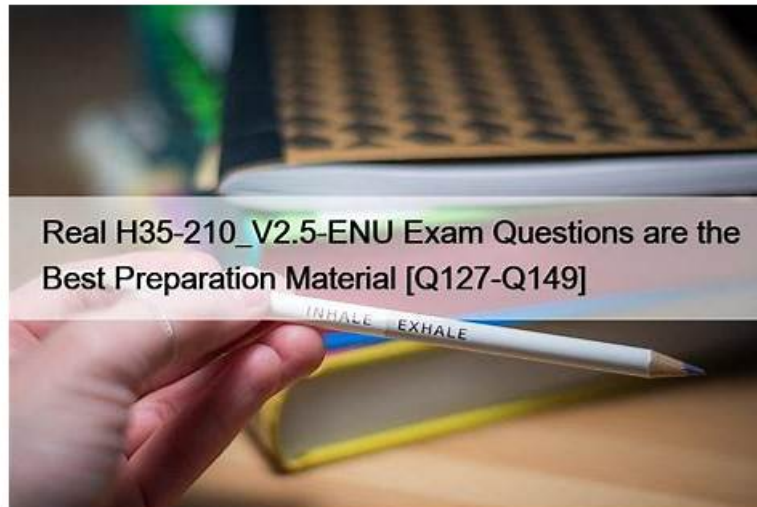 Real H35-210_V2.5-ENU Exam Questions are the
Best Preparation Material [Q127-Q149]
INHALE EXHALE